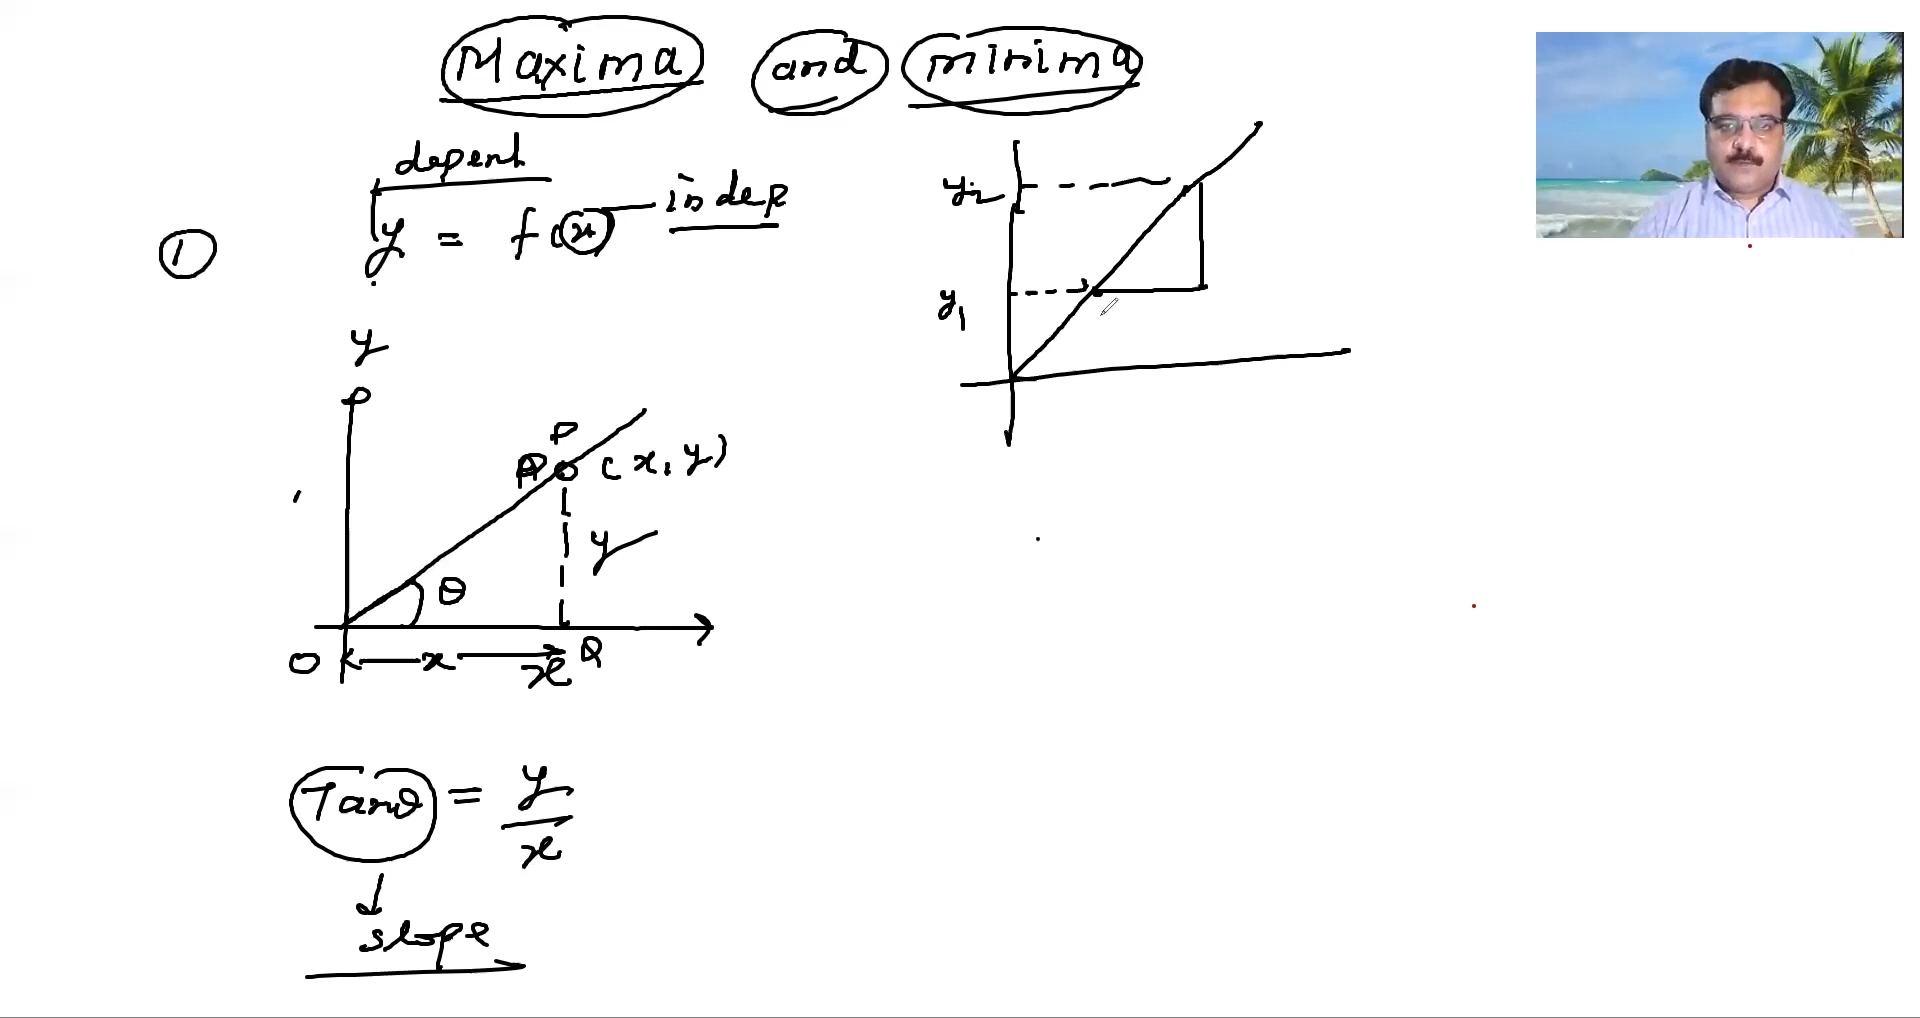 Maxima and minima
depent
y = f(x) indep
①
y2
y1
y
P
A (x, y)
y
θ
O x Q
x
Tanθ = y/x
slope